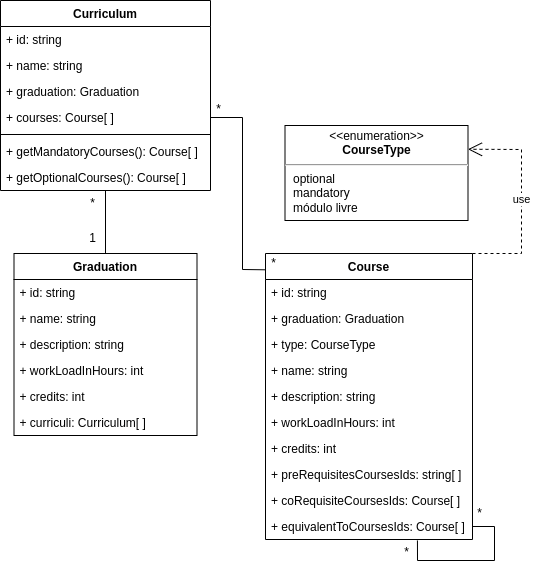 Curriculum
+ id: string
+ name: string
+ graduation: Graduation
+ courses: Course[ ]
+ getMandatoryCourses(): Course[ ]
+ getOptionalCourses(): Course[ ]
*
*
1
<<enumeration>>
CourseType
optional
mandatory
módulo livre
use
Graduation
+ id: string
+ name: string
+ description: string
+ workLoadInHours: int
+ credits: int
+ curriculi: Curriculum[ ]
*
Course
+ id: string
+ graduation: Graduation
+ type: CourseType
+ name: string
+ description: string
+ workLoadInHours: int
+ credits: int
+ preRequisitesCoursesIds: string[ ]
+ coRequisiteCoursesIds: Course[ ]
+ equivalentToCoursesIds: Course[ ]
*
*